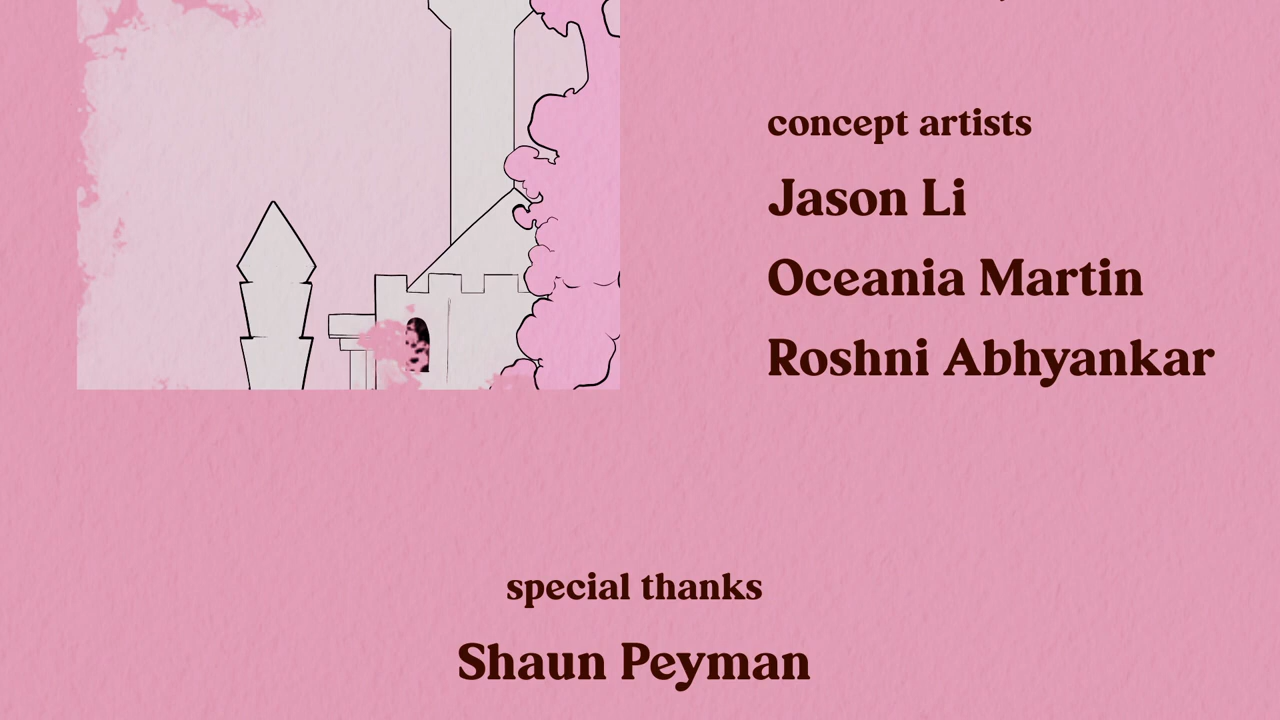 concept artists
Jason Li
Oceania Martin
Roshni Abhyankar
special thanks
Shaun Peyman